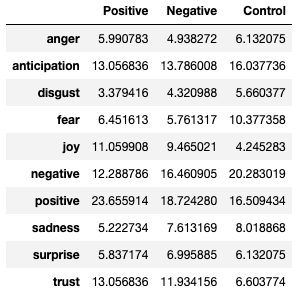 Positive Negative Control
anger 5.990783 4.938272 6.132075
anticipation 13.056836 13.786008 16.037736
disgust 3.379416 4.320988 5.660377
fear 6.451613 5.761317 10.377358
joy 11.059908 9.465021 4.245283
negative 12.288786 16.460905 20.283019
positive 23.655914 18.724280 16.509434
sadness 5.222734 7.613169 8.018868
surprise 5.837174 6.995885 6.132075
trust 13.056836 11.934156 6.603774